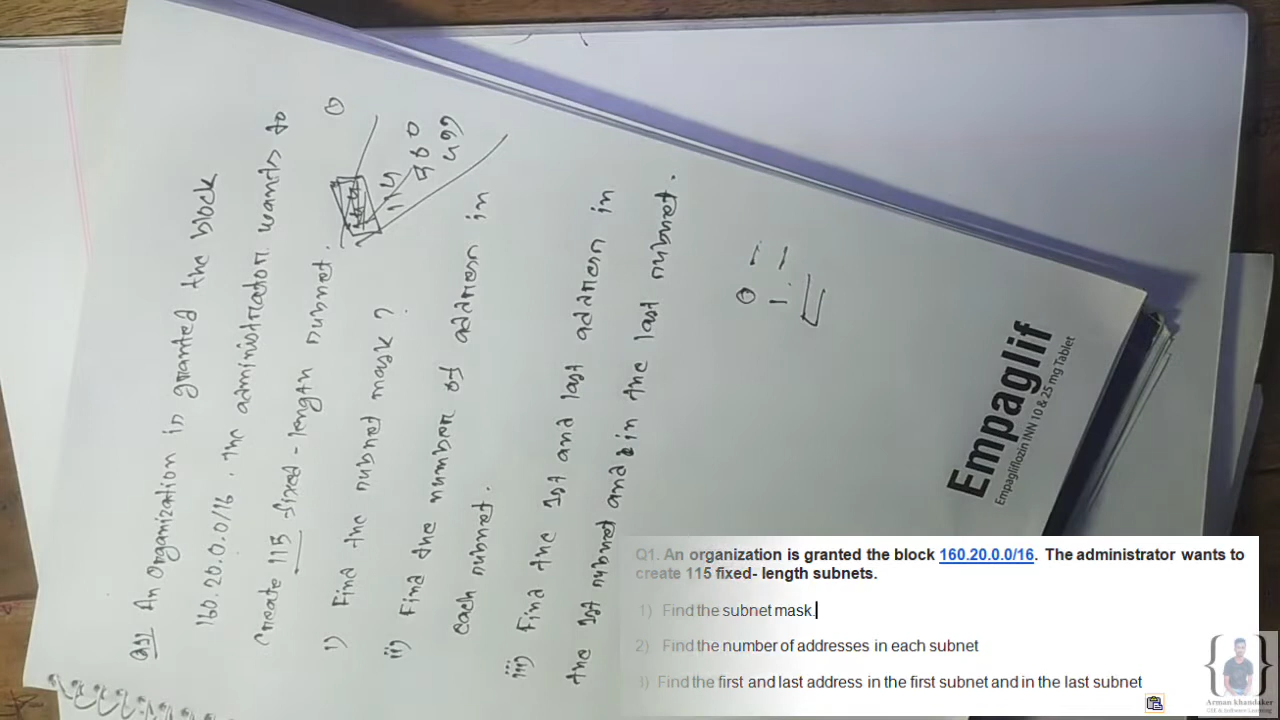 Q1) An Organization is granted the block
160.20.0.0/16. the administrator wants to
create 115 fixed-length subnet.
i) Find the subnet mask?
ii) Find the number of address in
each subnet.
iii) Find the 1st and last address in
the 1st subnet and in the last subnet.
Empaglif
Empagliflozin INN 10 & 25 mg Tablet
Q1. An organization is granted the block 160.20.0.0/16. The administrator wants to
create 115 fixed- length subnets.
1) Find the subnet mask.
2) Find the number of addresses in each subnet
) Find the first and last address in the first subnet and in the last subnet
Arman khandaker